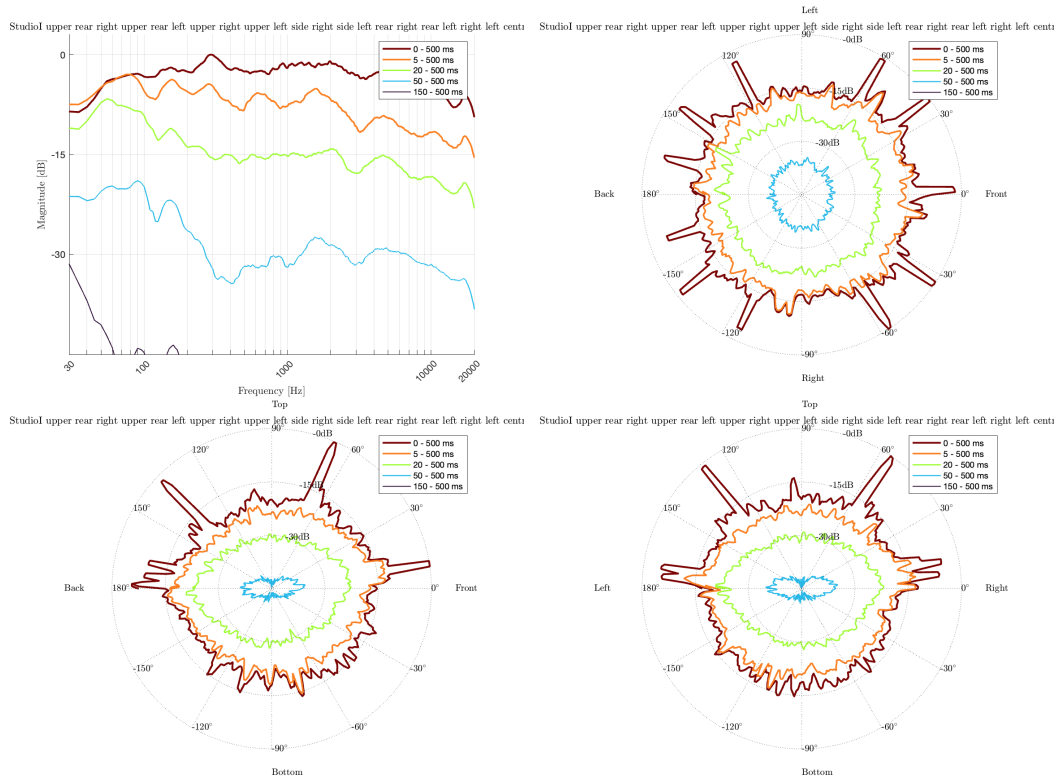 Left
StudioI upper rear right upper rear left upper right upper left side right side left rear right rear left right left centr
StudioI upper rear right upper rear left upper right upper left side right side left rear right rear left right left centr
0
-15
-30
Magnitude [dB]
0 - 500 ms
5 - 500 ms
20 - 500 ms
50 - 500 ms
150 - 500 ms
30
100
1000
10000
20000
Frequency [Hz]
90°
-0dB
120°
60°
-15dB
0 - 500 ms
5 - 500 ms
20 - 500 ms
50 - 500 ms
150 - 500 ms
150°
30°
-30dB
Back
180°
0°
Front
-150°
-30°
-120°
-60°
-90°
Right
Top
Top
StudioI upper rear right upper rear left upper right upper left side right side left rear right rear left right left centr
StudioI upper rear right upper rear left upper right upper left side right side left rear right rear left right left centr
90°
-0dB
120°
60°
0 - 500 ms
5 - 500 ms
20 - 500 ms
50 - 500 ms
150 - 500 ms
-15dB
150°
30°
-30dB
Back
180°
0°
Front
-150°
-30°
-120°
-60°
-90°
Bottom
90°
-0dB
120°
60°
0 - 500 ms
5 - 500 ms
20 - 500 ms
50 - 500 ms
150 - 500 ms
-15dB
150°
30°
-30dB
Left
180°
0°
Right
-150°
-30°
-120°
-60°
-90°
Bottom